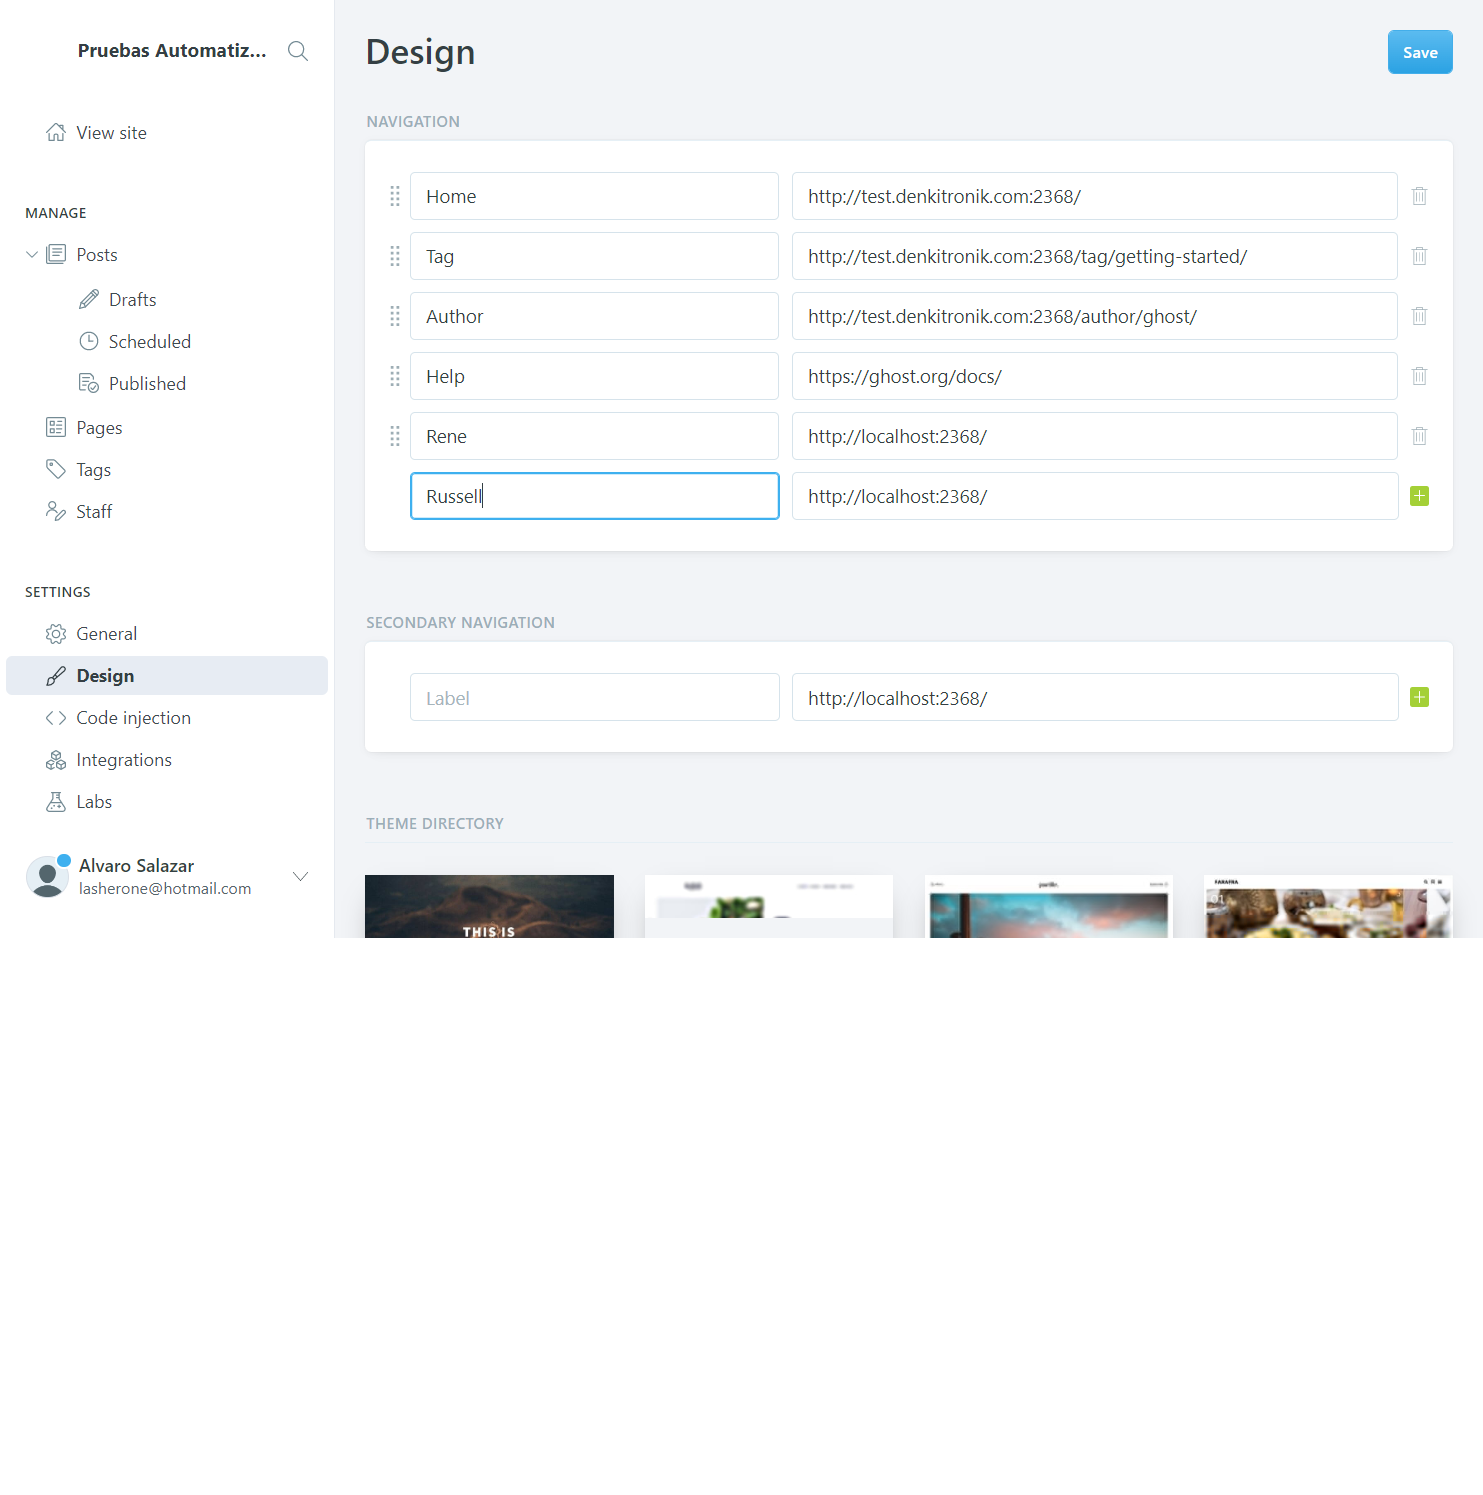 Pruebas Automatiz...
View site
MANAGE
Posts
Drafts
Scheduled
Published
Pages
Tags
Staff
SETTINGS
General
Design
Code injection
Integrations
Labs
Alvaro Salazar
lasherone@hotmail.com
Design
Save
NAVIGATION
Home http://test.denkitronik.com:2368/
Tag http://test.denkitronik.com:2368/tag/getting-started/
Author http://test.denkitronik.com:2368/author/ghost/
Help https://ghost.org/docs/
Rene http://localhost:2368/
Russell http://localhost:2368/
SECONDARY NAVIGATION
Label http://localhost:2368/
THEME DIRECTORY
THIS IS